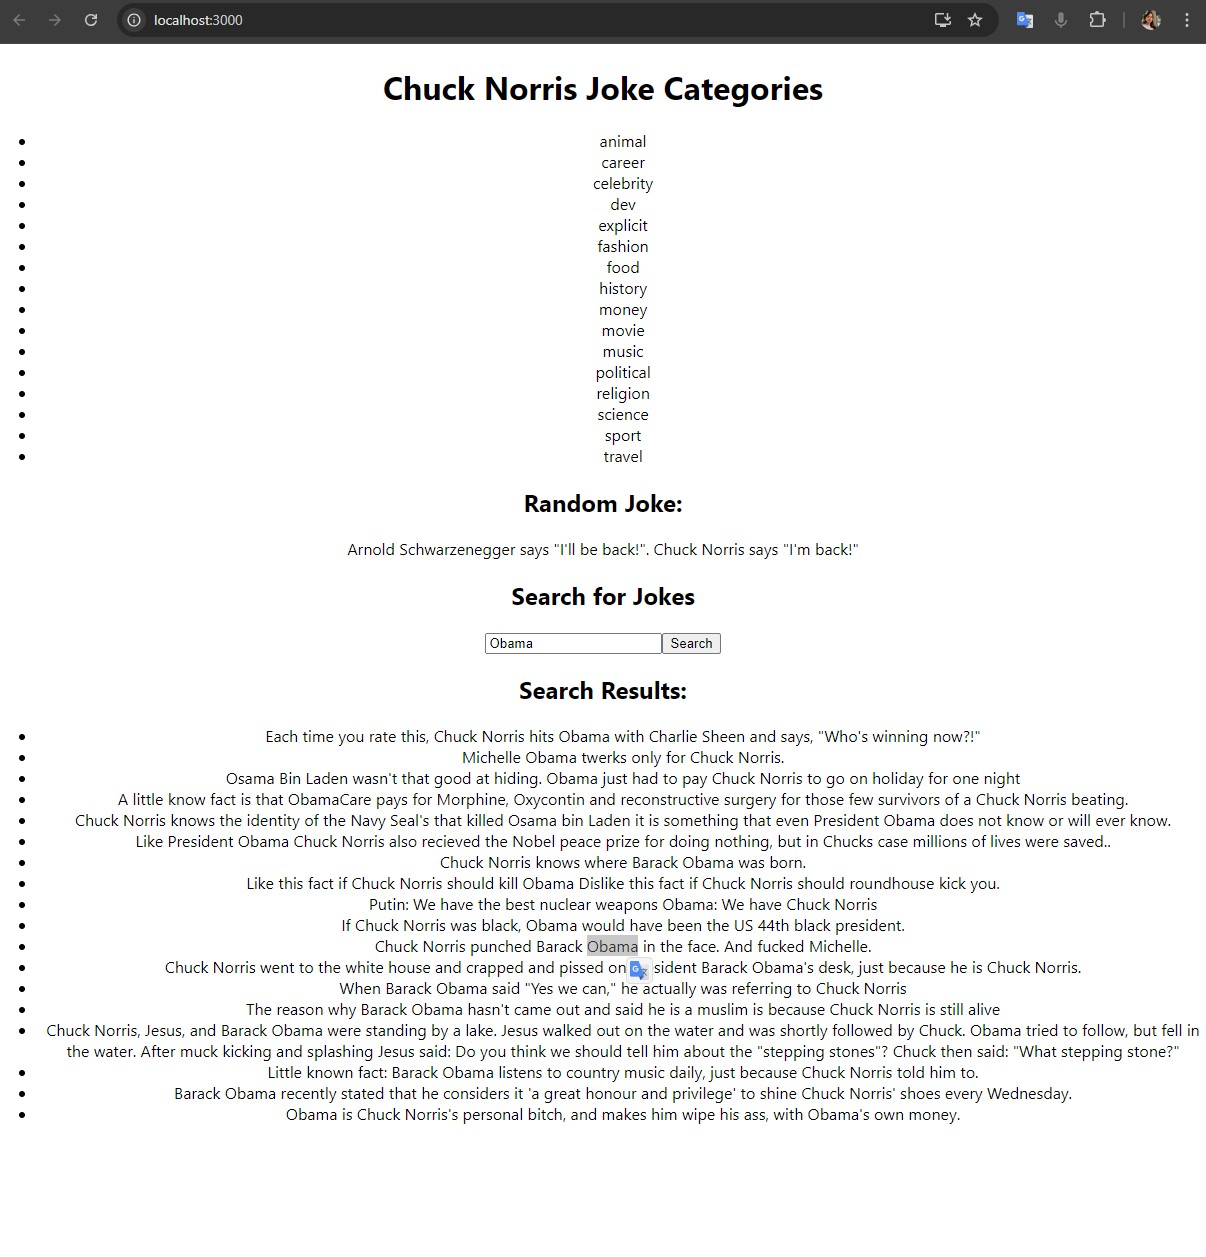 localhost:3000
Chuck Norris Joke Categories
animal
career
celebrity
dev
explicit
fashion
food
history
money
movie
music
political
religion
science
sport
travel
Random Joke:
Arnold Schwarzenegger says "I'll be back!". Chuck Norris says "I'm back!"
Search for Jokes
Obama Search
Search Results:
Each time you rate this, Chuck Norris hits Obama with Charlie Sheen and says, "Who's winning now?!"
Michelle Obama twerks only for Chuck Norris.
Osama Bin Laden wasn't that good at hiding. Obama just had to pay Chuck Norris to go on holiday for one night
A little know fact is that ObamaCare pays for Morphine, Oxycontin and reconstructive surgery for those few survivors of a Chuck Norris beating.
Chuck Norris knows the identity of the Navy Seal's that killed Osama bin Laden it is something that even President Obama does not know or will ever know.
Like President Obama Chuck Norris also recieved the Nobel peace prize for doing nothing, but in Chucks case millions of lives were saved..
Chuck Norris knows where Barack Obama was born.
Like this fact if Chuck Norris should kill Obama Dislike this fact if Chuck Norris should roundhouse kick you.
Putin: We have the best nuclear weapons Obama: We have Chuck Norris
If Chuck Norris was black, Obama would have been the US 44th black president.
Chuck Norris punched Barack Obama in the face. And fucked Michelle.
Chuck Norris went to the white house and crapped and pissed on sident Barack Obama's desk, just because he is Chuck Norris.
When Barack Obama said "Yes we can," he actually was referring to Chuck Norris
The reason why Barack Obama hasn't came out and said he is a muslim is because Chuck Norris is still alive
Chuck Norris, Jesus, and Barack Obama were standing by a lake. Jesus walked out on the water and was shortly followed by Chuck. Obama tried to follow, but fell in
the water. After muck kicking and splashing Jesus said: Do you think we should tell him about the "stepping stones"? Chuck then said: "What stepping stone?"
Little known fact: Barack Obama listens to country music daily, just because Chuck Norris told him to.
Barack Obama recently stated that he considers it 'a great honour and privilege' to shine Chuck Norris' shoes every Wednesday.
Obama is Chuck Norris's personal bitch, and makes him wipe his ass, with Obama's own money.